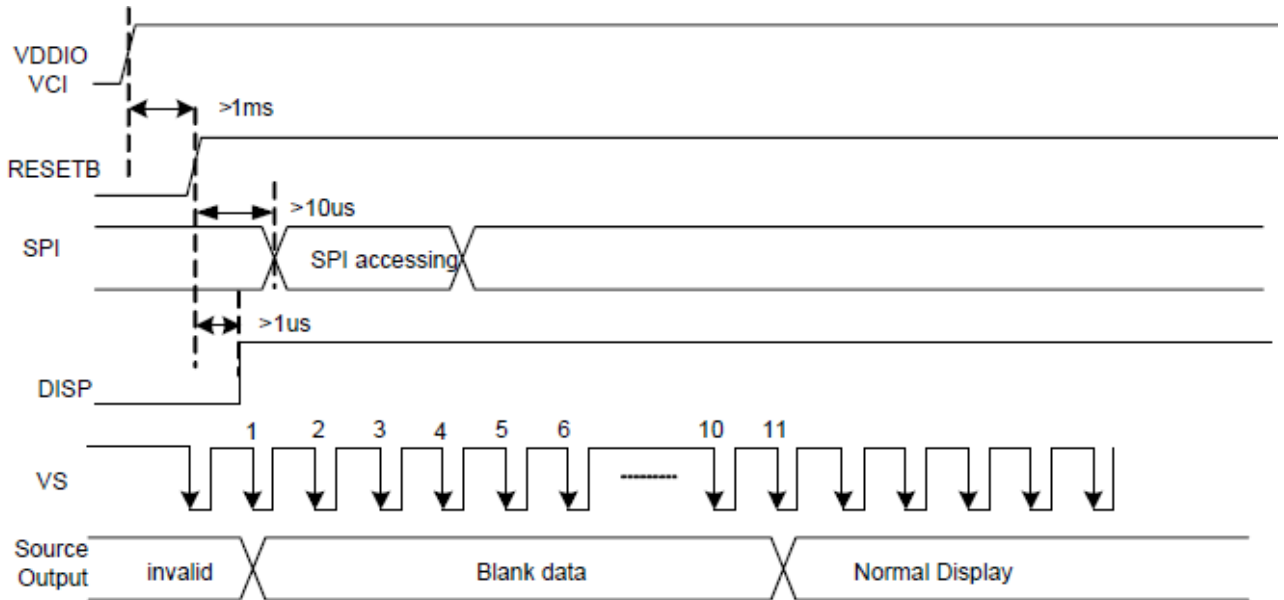 VDDIO
VCI
>1ms
RESETB
>10us
SPI
SPI accessing
>1us
DISP
1 2 3 4 5 6 10 11
VS
Source
Output
invalid
Blank data
Normal Display